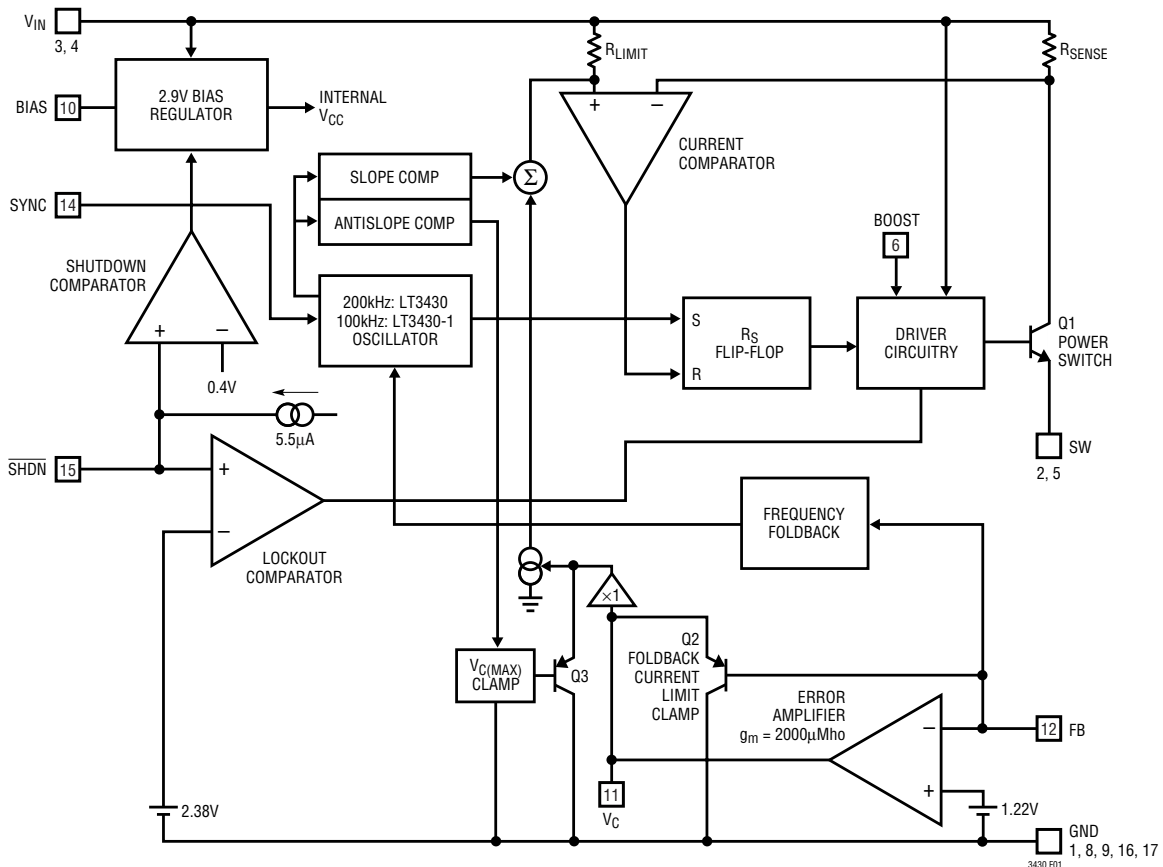 VIN
3, 4
RLIMIT
RSENSE
2.9V BIAS
REGULATOR
INTERNAL
VCC
BIAS
10
+
–
CURRENT
COMPARATOR
SLOPE COMP
Σ
ANTISLOPE COMP
SYNC
14
BOOST
6
SHUTDOWN
COMPARATOR
200kHz: LT3430
100kHz: LT3430-1
OSCILLATOR
S
RS
FLIP-FLOP
R
DRIVER
CIRCUITRY
Q1
POWER
SWITCH
+
–
0.4V
5.5µA
SHDN
15
+
–
LOCKOUT
COMPARATOR
SW
2, 5
FREQUENCY
FOLDBACK
×1
VC(MAX)
CLAMP
Q3
Q2
FOLDBACK
CURRENT
LIMIT
CLAMP
ERROR
AMPLIFIER
gm = 2000µMho
–
+
12
FB
11
VC
2.38V
1.22V
GND
1, 8, 9, 16, 17
3430 F01